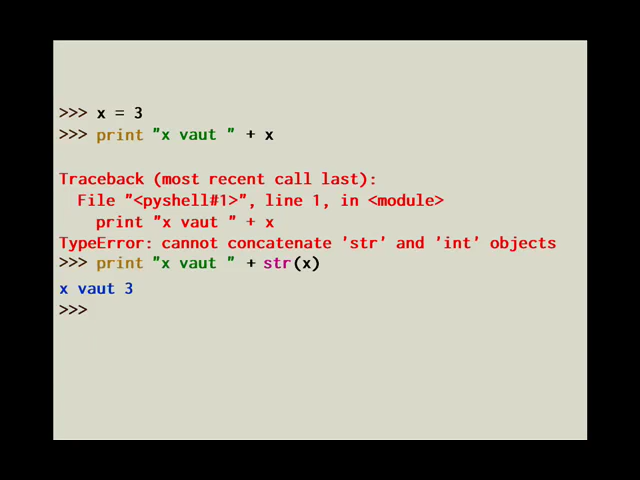 >>> x = 3
>>> print "x vaut " + x
Traceback (most recent call last):
  File "<pyshell#1>", line 1, in <module>
    print "x vaut " + x
TypeError: cannot concatenate 'str' and 'int' objects
>>> print "x vaut " + str(x)
x vaut 3
>>>